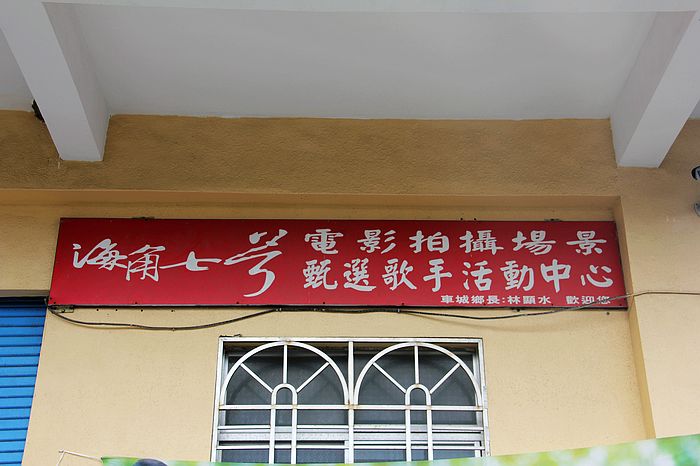 海角七号
電影拍攝場景
甄選歌手活動中心
車城鄉長:林顯水 歡迎您